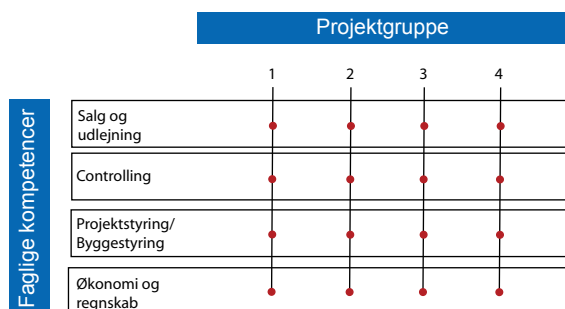 Projektgruppe
1 2 3 4
Faglige kompetencer
Salg og
udlejning
Controlling
Projektstyring/
Byggestyring
Økonomi og
regnskab